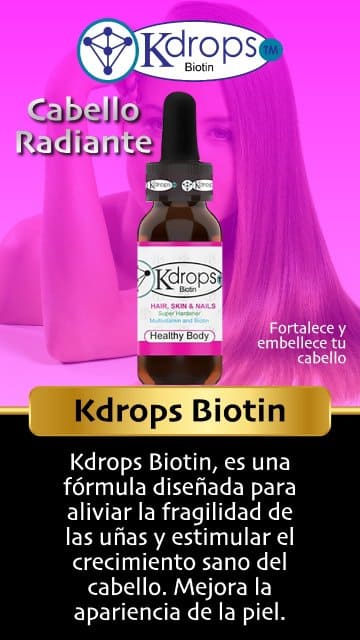 Kdrops TM
Biotin
Cabello
Radiante
Kdrops Kdrops
Kdrops
Biotin
HAIR, SKIN & NAILS
Super Hardener
Multivitamin and Biotin
Healthy Body
Fortalece y
embellece tu
cabello
Kdrops Biotin
Kdrops Biotin, es una
fórmula diseñada para
aliviar la fragilidad de
las uñas y estimular el
crecimiento sano del
cabello. Mejora la
apariencia de la piel.